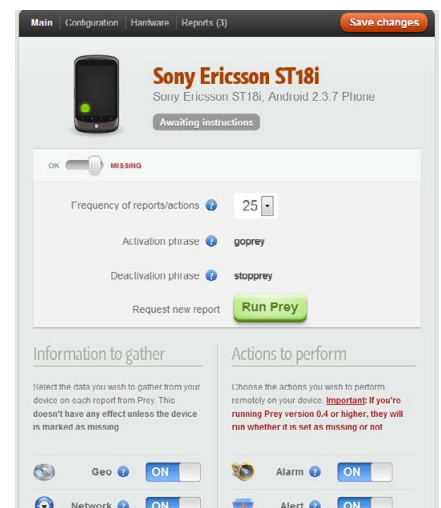 Main Configuration Hardware Reports (3) Save changes
Sony Ericsson ST18i
Sony Ericsson ST18i, Android 2.3.7 Phone
Awaiting instructions
OK MISSING
Frequency of reports/actions ? 25
Activation phrase ? goprey
Deactivation phrase ? stopprey
Request new report Run Prey
Information to gather
Select the data you wish to gather from your
device on each report from Prey. This
doesn't have any effect unless the device
is marked as missing
Geo ? ON
Network ? ON
Actions to perform
Choose the actions you wish to perform
remotely on your device. Important: If you're
running Prey version 0.4 or higher, they will
run whether it is set as missing or not
Alarm ? ON
Alert ? ON